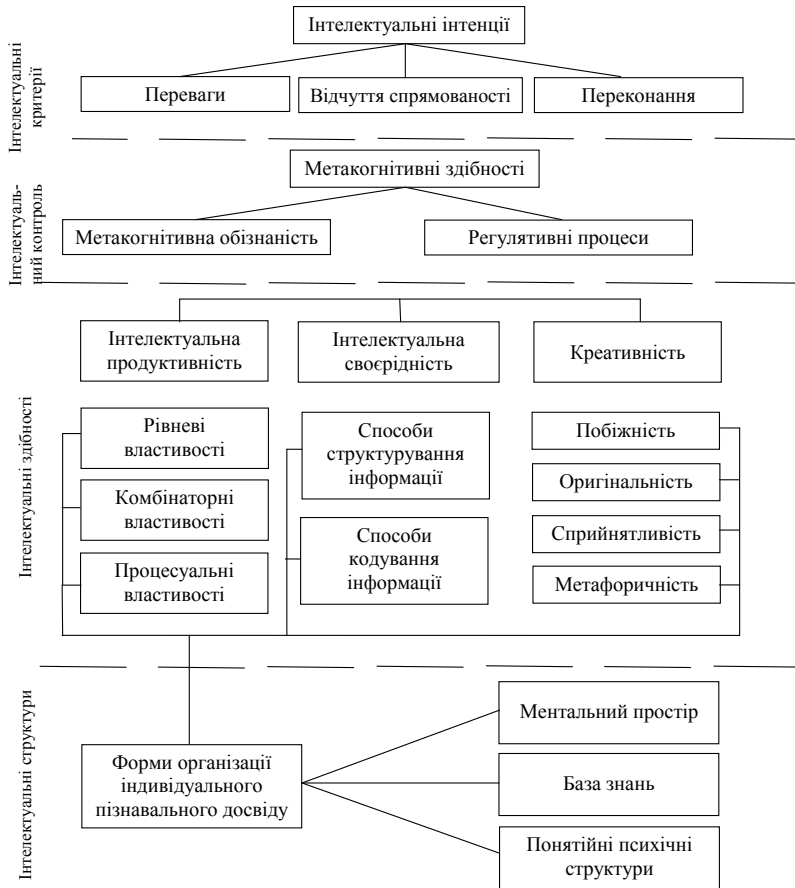 Інтелектуальні
критерії
Інтелектуальні інтенції
Переваги
Відчуття спрямованості
Переконання
Інтелектуаль-
ний контроль
Метакогнитивні здібності
Метакогнитивна обізнаність
Регулятивні процеси
Інтелектуальні здібності
Інтелектуальна
продуктивність
Інтелектуальна
своєрідність
Креативність
Рівневі
властивості
Комбінаторні
властивості
Процесуальні
властивості
Способи
структурування
інформації
Способи
кодування
інформації
Побіжність
Оригінальність
Сприйнятливість
Метафоричність
Інтелектуальні структури
Форми організації
індивідуального
пізнавального досвіду
Ментальний простір
База знань
Понятійні психічні
структури